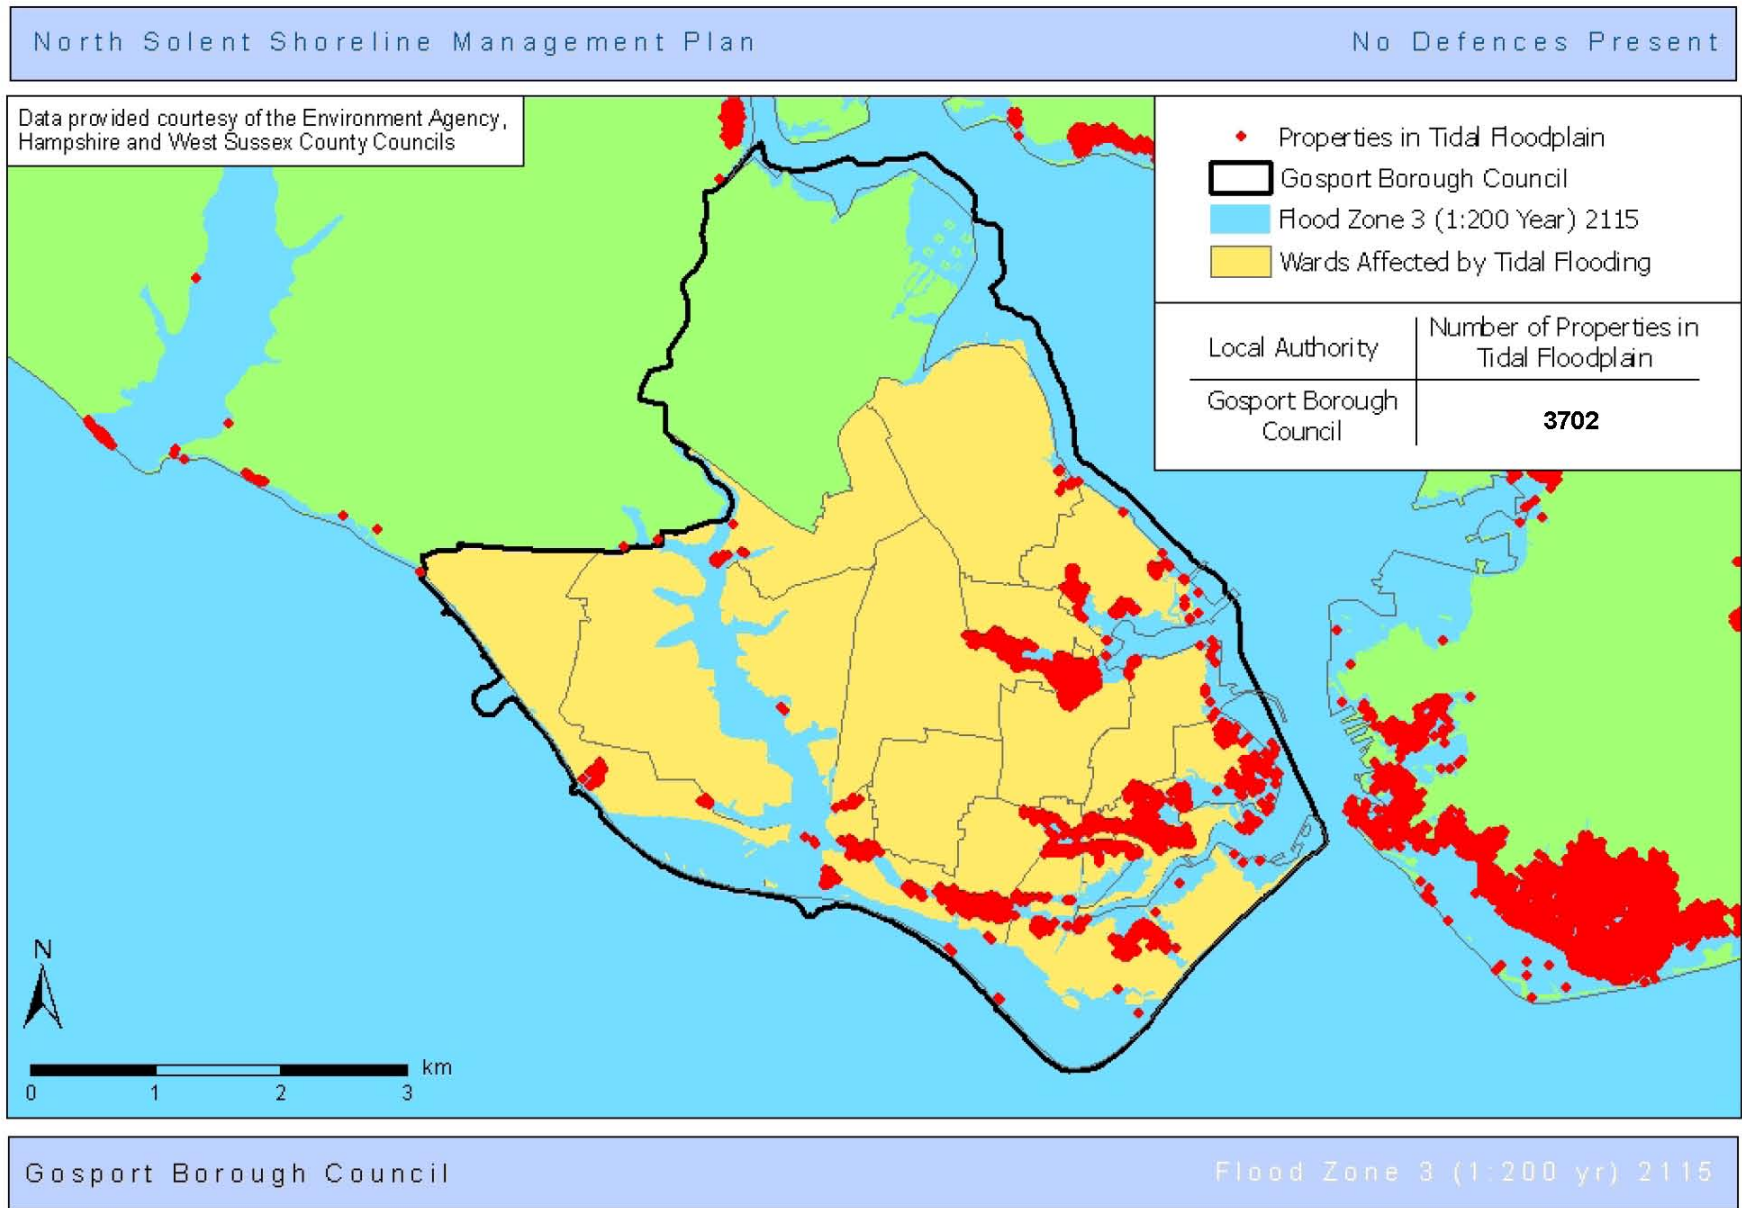 North Solent Shoreline Management Plan
No Defences Present
Data provided courtesy of the Environment Agency,
Hampshire and West Sussex County Councils
Properties in Tidal Floodplain
Gosport Borough Council
Flood Zone 3 (1:200 Year) 2115
Wards Affected by Tidal Flooding
Local Authority
Number of Properties in
Tidal Floodplain
Gosport Borough
Council
3702
N
km
0 1 2 3
Gosport Borough Council
Flood Zone 3 (1:200 yr) 2115